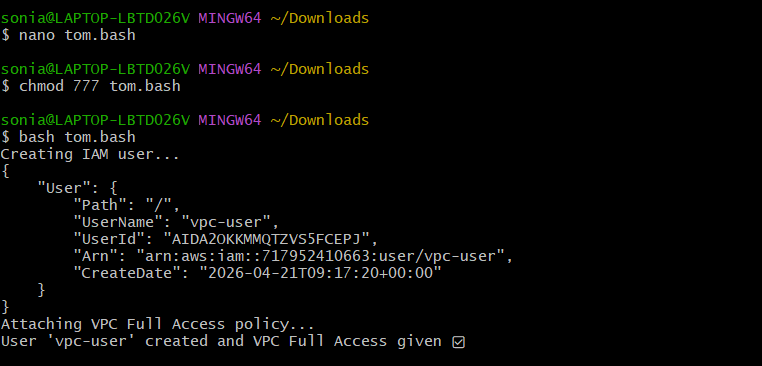 sonia@LAPTOP-LBTDO26V MINGW64 ~/Downloads
$ nano tom.bash
sonia@LAPTOP-LBTDO26V MINGW64 ~/Downloads
$ chmod 777 tom.bash
sonia@LAPTOP-LBTDO26V MINGW64 ~/Downloads
$ bash tom.bash
Creating IAM user...
{
    "User": {
        "Path": "/",
        "UserName": "vpc-user",
        "UserId": "AIDA2OKKMMQTZVS5FCEPJ",
        "Arn": "arn:aws:iam::717952410663:user/vpc-user",
        "CreateDate": "2026-04-21T09:17:20+00:00"
    }
}
Attaching VPC Full Access policy...
User 'vpc-user' created and VPC Full Access given ☑